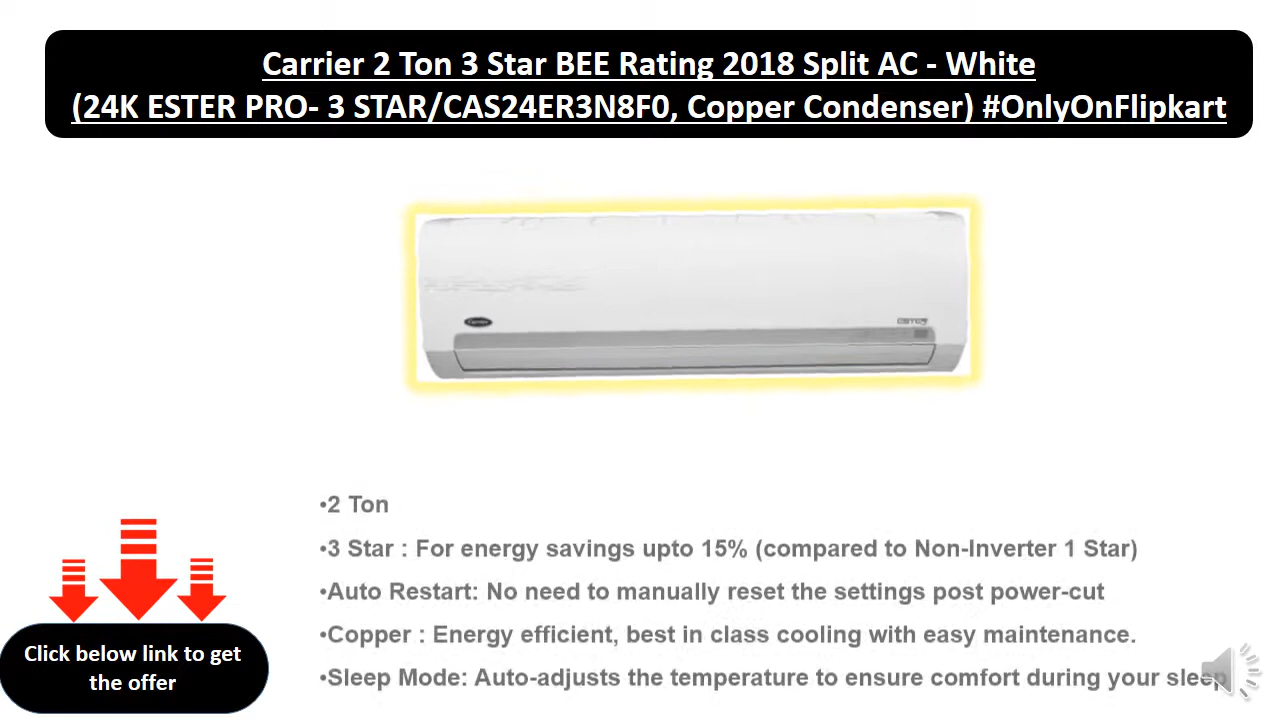 Carrier 2 Ton 3 Star BEE Rating 2018 Split AC - White
(24K ESTER PRO- 3 STAR/CAS24ER3N8F0, Copper Condenser) #OnlyOnFlipkart
Carrier
•2 Ton
•3 Star : For energy savings upto 15% (compared to Non-Inverter 1 Star)
•Auto Restart: No need to manually reset the settings post power-cut
•Copper : Energy efficient, best in class cooling with easy maintenance.
•Sleep Mode: Auto-adjusts the temperature to ensure comfort during your sleep
Click below link to get
the offer